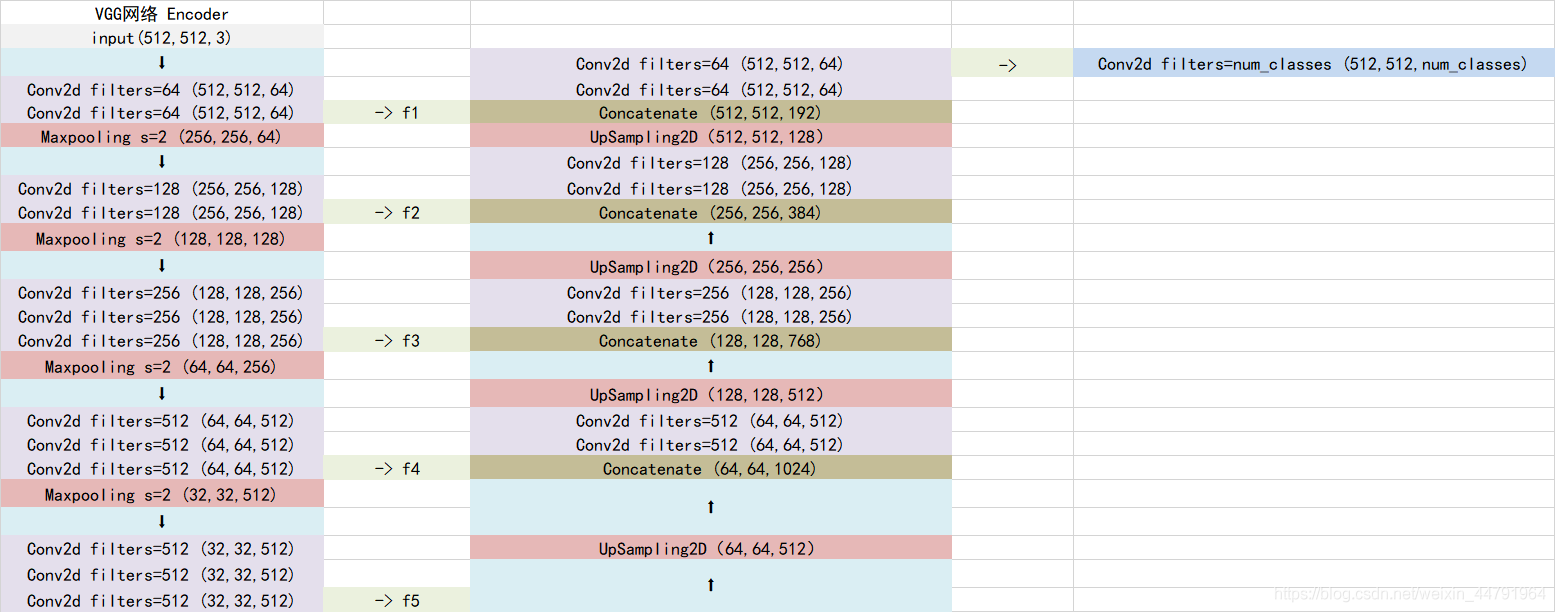 VGG网络 Encoder
input(512,512,3)
⬇
Conv2d filters=64 (512,512,64)
Conv2d filters=64 (512,512,64)
Maxpooling s=2 (256,256,64)
⬇
Conv2d filters=128 (256,256,128)
Conv2d filters=128 (256,256,128)
Maxpooling s=2 (128,128,128)
⬇
Conv2d filters=256 (128,128,256)
Conv2d filters=256 (128,128,256)
Conv2d filters=256 (128,128,256)
Maxpooling s=2 (64,64,256)
⬇
Conv2d filters=512 (64,64,512)
Conv2d filters=512 (64,64,512)
Conv2d filters=512 (64,64,512)
Maxpooling s=2 (32,32,512)
⬇
Conv2d filters=512 (32,32,512)
Conv2d filters=512 (32,32,512)
Conv2d filters=512 (32,32,512)
-> f1
-> f2
-> f3
-> f4
-> f5
Conv2d filters=64 (512,512,64)
Conv2d filters=64 (512,512,64)
Concatenate (512,512,192)
UpSampling2D (512,512,128)
Conv2d filters=128 (256,256,128)
Conv2d filters=128 (256,256,128)
Concatenate (256,256,384)
⬆
UpSampling2D (256,256,256)
Conv2d filters=256 (128,128,256)
Conv2d filters=256 (128,128,256)
Concatenate (128,128,768)
⬆
UpSampling2D (128,128,512)
Conv2d filters=512 (64,64,512)
Conv2d filters=512 (64,64,512)
Concatenate (64,64,1024)
⬆
UpSampling2D (64,64,512)
⬆
->
Conv2d filters=num_classes (512,512,num_classes)
https://blog.csdn.net/weixin_44791964